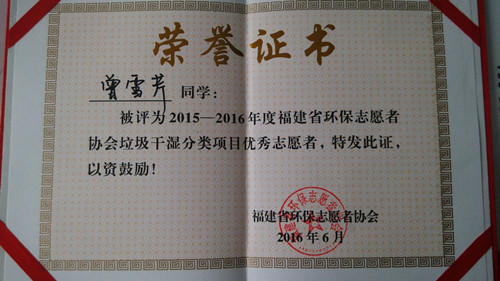 荣誉证书
曾雪芹 同学：
被评为2015—2016年度福建省环保志愿者
协会垃圾干湿分类项目优秀志愿者，特发此证，
以资鼓励！
福建省环保志愿者协会
2016年6月